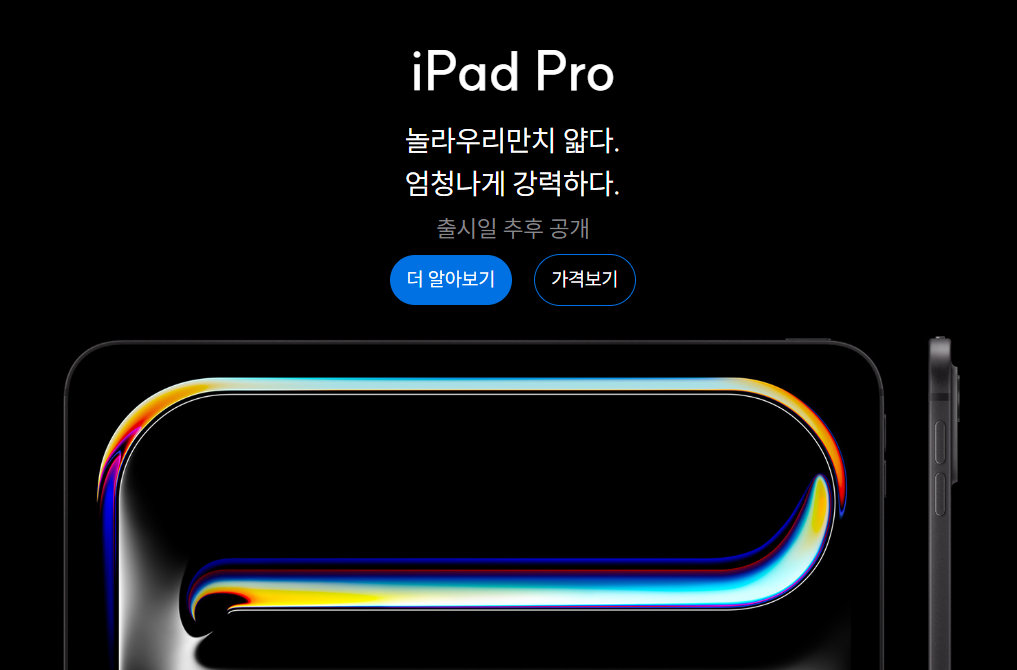 iPad Pro
놀라우리만치 얇다.
엄청나게 강력하다.
출시일 추후 공개
더 알아보기
가격보기